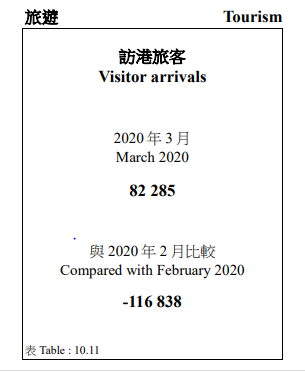 旅遊 Tourism
訪港旅客
Visitor arrivals
2020 年 3 月
March 2020
82 285
與 2020 年 2 月比較
Compared with February 2020
-116 838
表 Table : 10.11